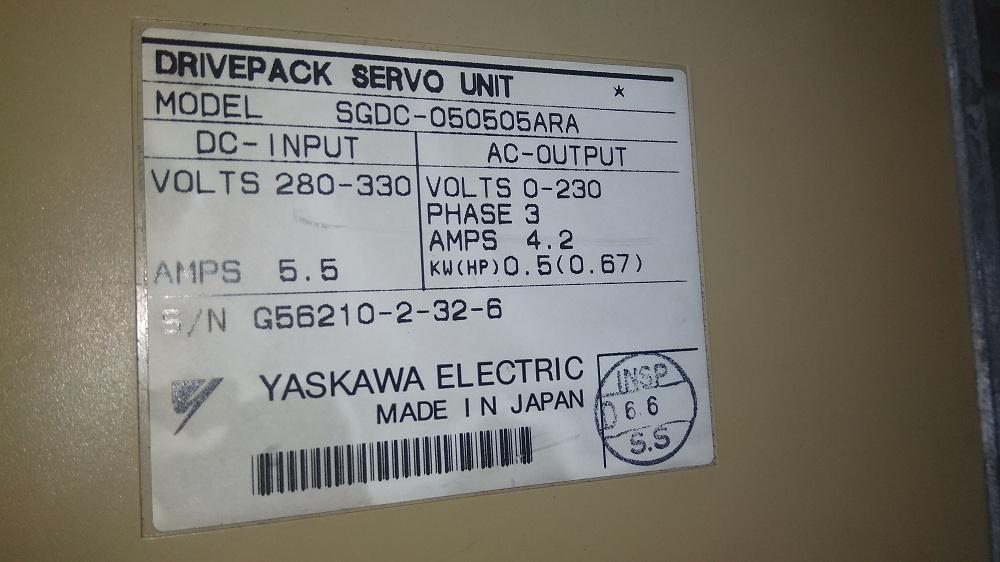 DRIVEPACK SERVO UNIT ★
MODEL SGDC-050505ARA
DC-INPUT AC-OUTPUT
VOLTS 280-330 VOLTS 0-230
PHASE 3
AMPS 4.2
AMPS 5.5 KW(HP)0.5(0.67)
S/N G56210-2-32-6
YASKAWA ELECTRIC
MADE IN JAPAN
INSP
D 6.6
S.S